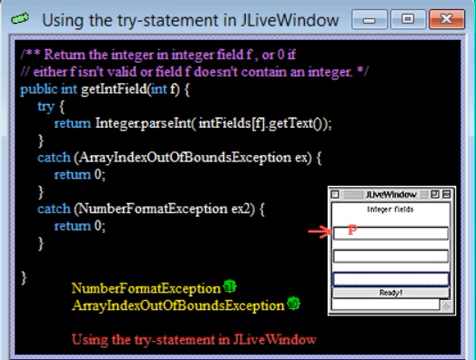 Using the try-statement in JLiveWindow
/** Return the integer in integer field f , or 0 if
// either f isn't valid or field f doesn't contain an integer. */
public int getIntField(int f) {
try {
return Integer.parseInt( intFields[f].getText());
}
catch (ArrayIndexOutOfBoundsException ex) {
return 0;
}
catch (NumberFormatException ex2) {
return 0;
}
}
JLiveWindow
Integer fields
P
Ready!
NumberFormatException
ArrayIndexOutOfBoundsException
Using the try-statement in JLiveWindow